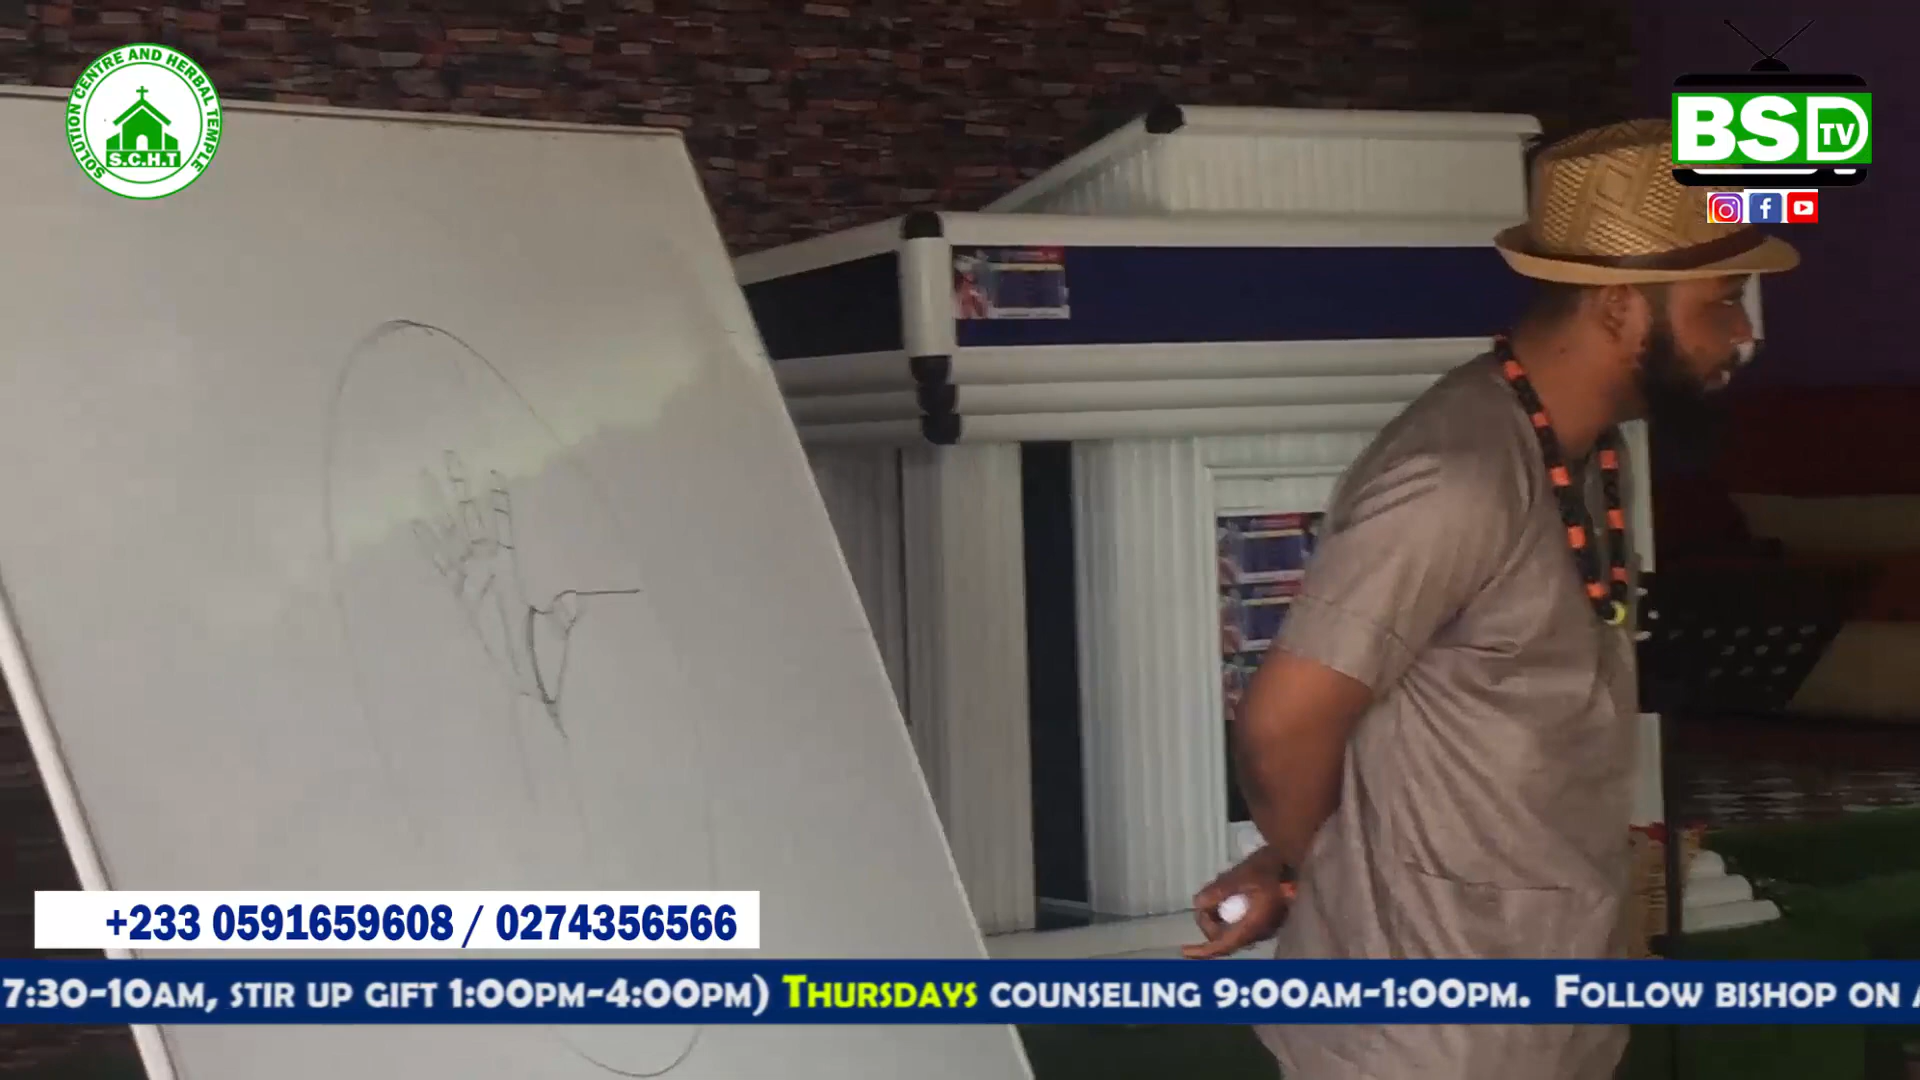 SOLUTION CENTRE AND HERBAL TEMPLE
S.C.H.T
BSD TV
+233 0591659608 / 0274356566
7:30-10AM, STIR UP GIFT 1:00PM-4:00PM) THURSDAYS COUNSELING 9:00AM-1:00PM. FOLLOW BISHOP ON